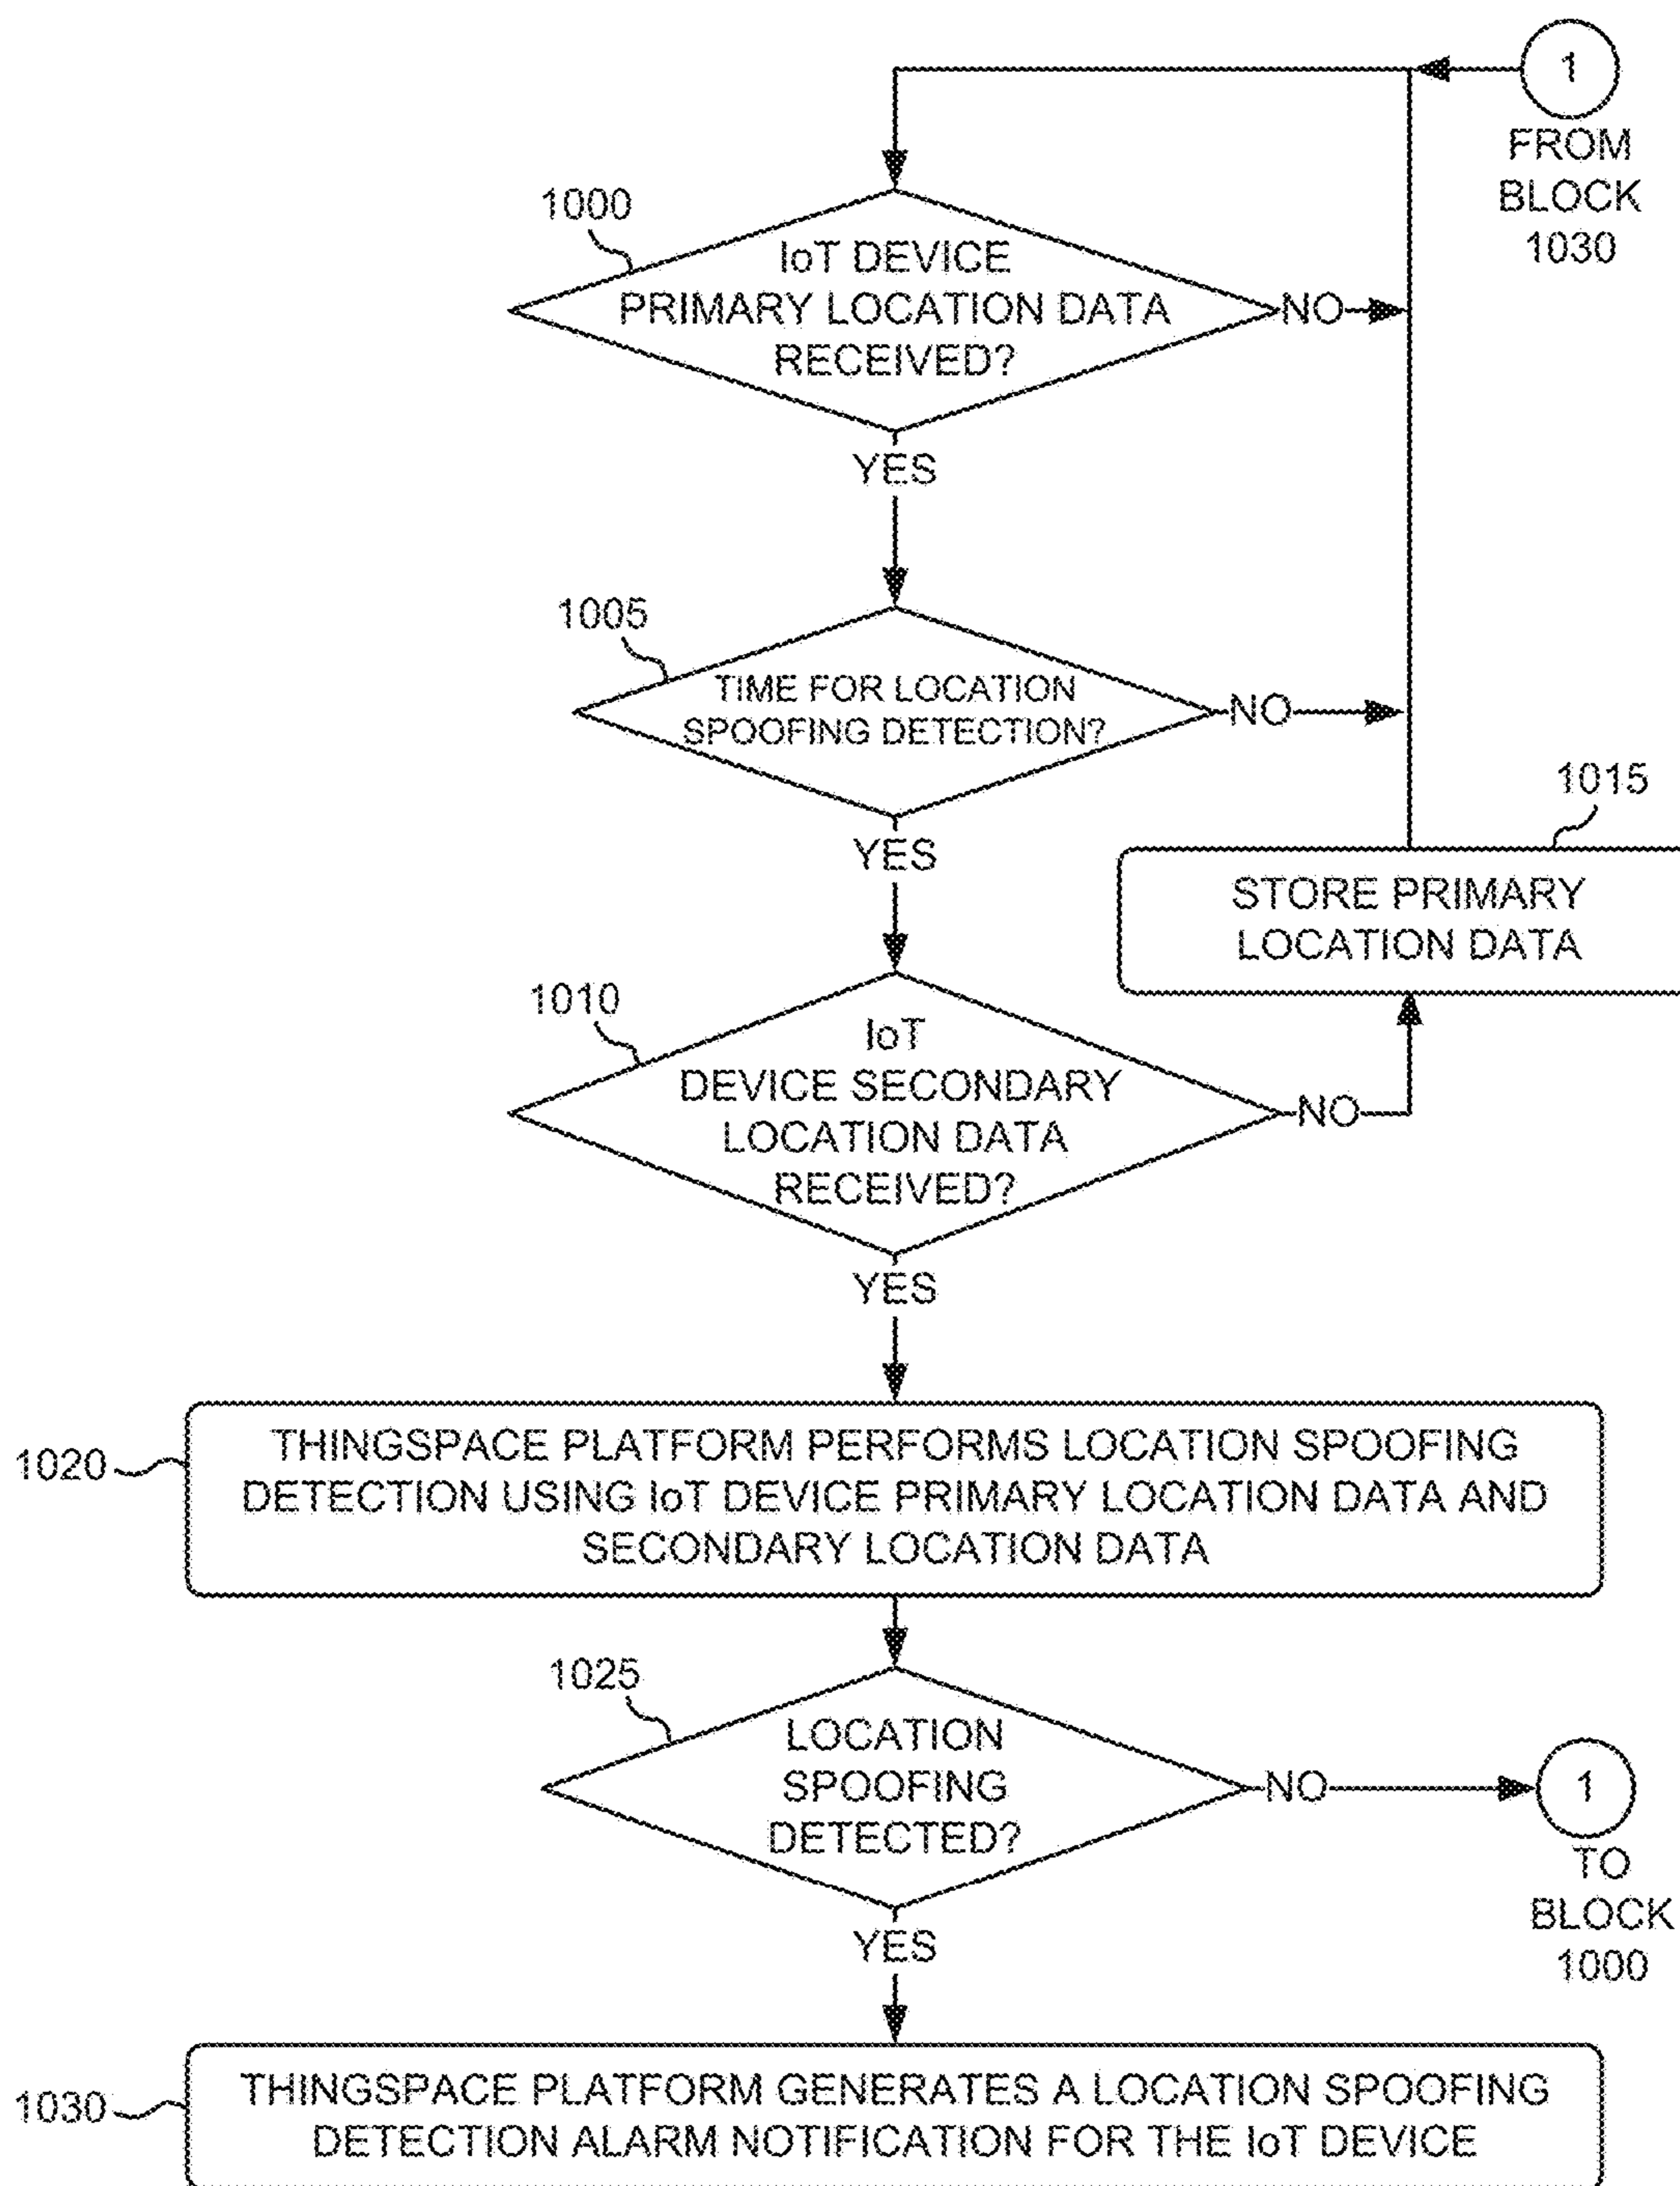 1
FROM
BLOCK
1030
1000
IoT DEVICE
PRIMARY LOCATION DATA
RECEIVED?
NO
YES
1005
TIME FOR LOCATION
SPOOFING DETECTION?
NO
YES
1015
STORE PRIMARY
LOCATION DATA
1010
IoT
DEVICE SECONDARY
LOCATION DATA
RECEIVED?
NO
YES
1020
THINGSPACE PLATFORM PERFORMS LOCATION SPOOFING
DETECTION USING IoT DEVICE PRIMARY LOCATION DATA AND
SECONDARY LOCATION DATA
1025
LOCATION
SPOOFING
DETECTED?
NO
1
TO
BLOCK
1000
YES
1030
THINGSPACE PLATFORM GENERATES A LOCATION SPOOFING
DETECTION ALARM NOTIFICATION FOR THE IoT DEVICE